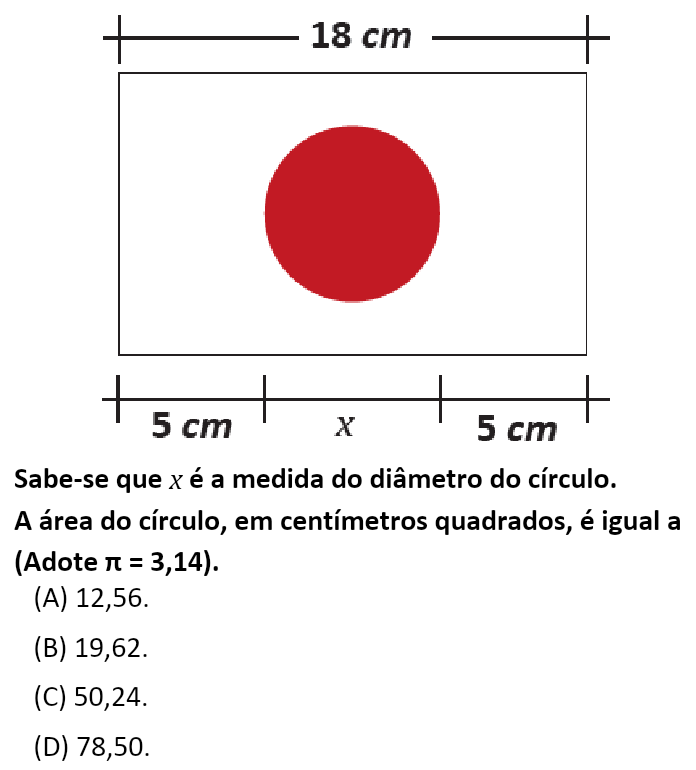 18 cm
5 cm
x
5 cm
Sabe-se que x é a medida do diâmetro do círculo.
A área do círculo, em centímetros quadrados, é igual a
(Adote π = 3,14).
(A) 12,56.
(B) 19,62.
(C) 50,24.
(D) 78,50.